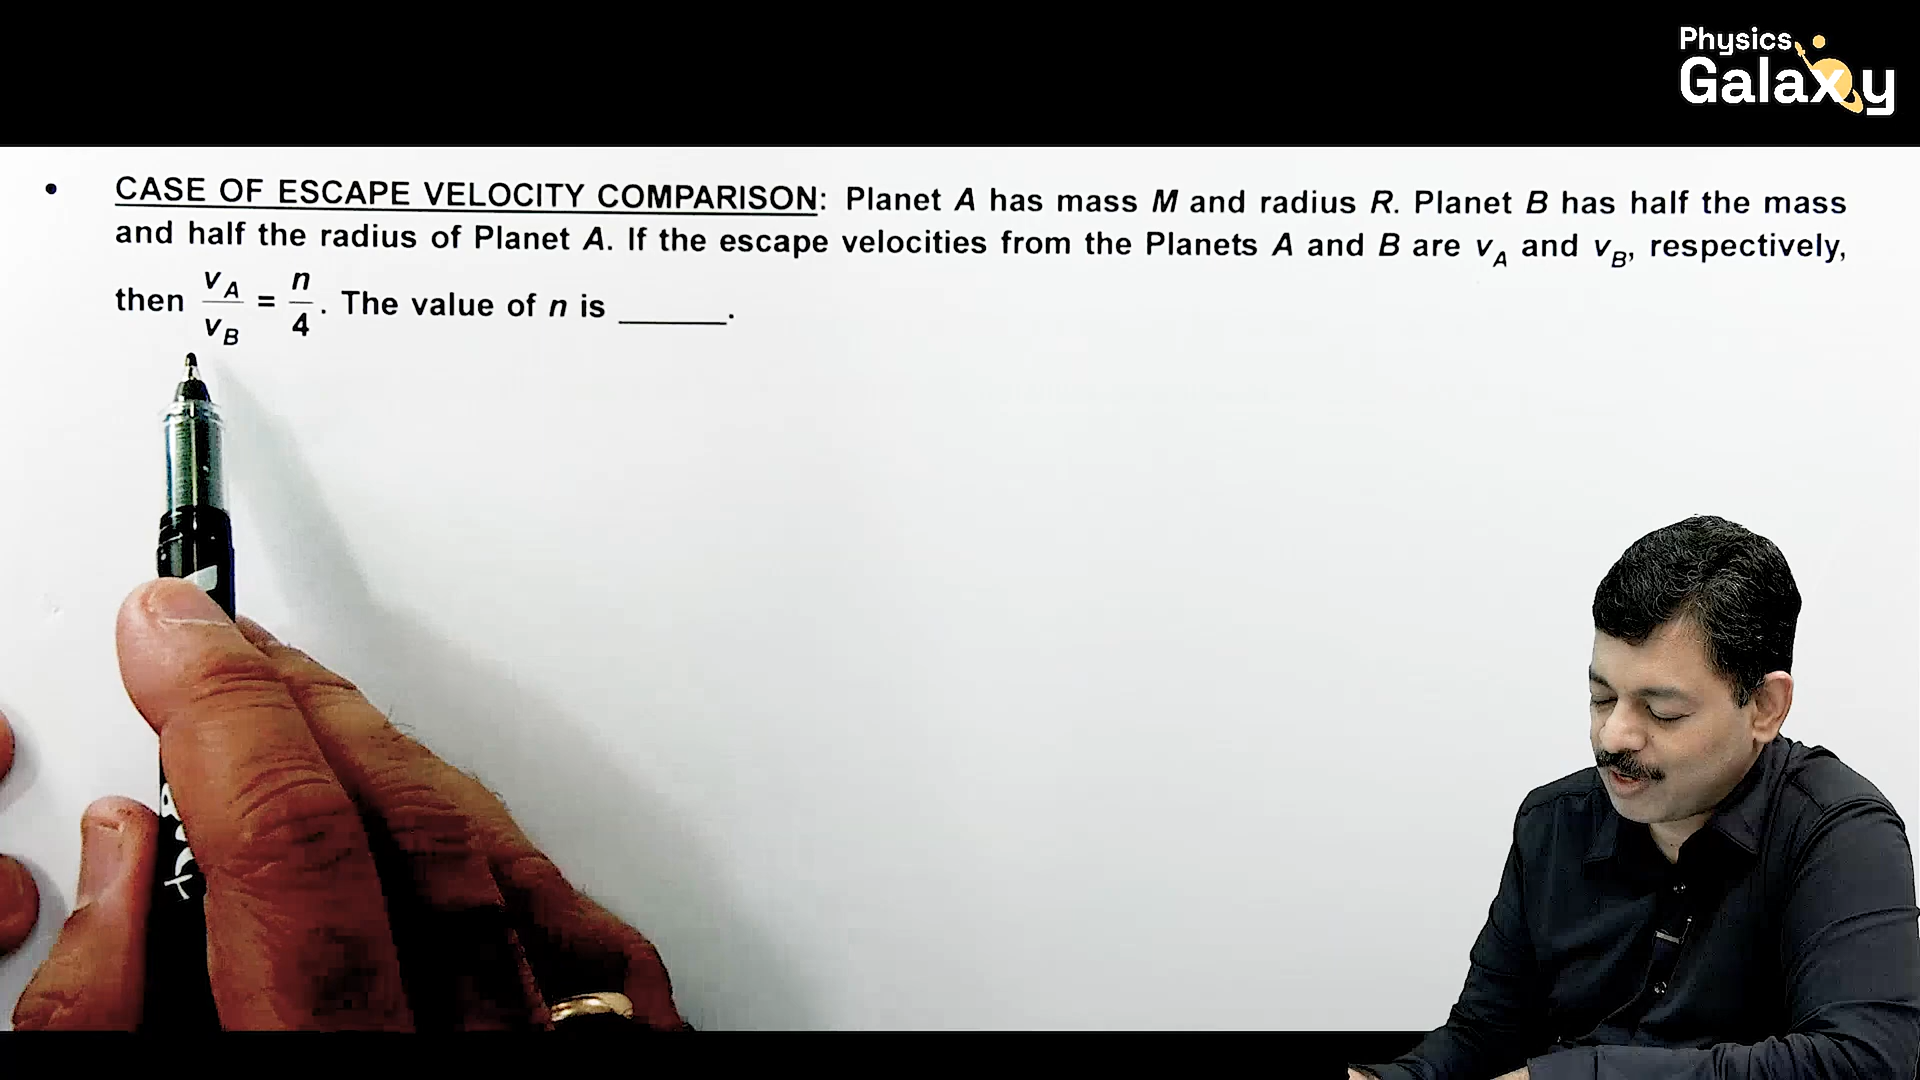 Physics
Galaxy
• CASE OF ESCAPE VELOCITY COMPARISON: Planet A has mass M and radius R. Planet B has half the mass
and half the radius of Planet A. If the escape velocities from the Planets A and B are v_A and v_B, respectively,
then v_A/v_B = n/4. The value of n is ______.